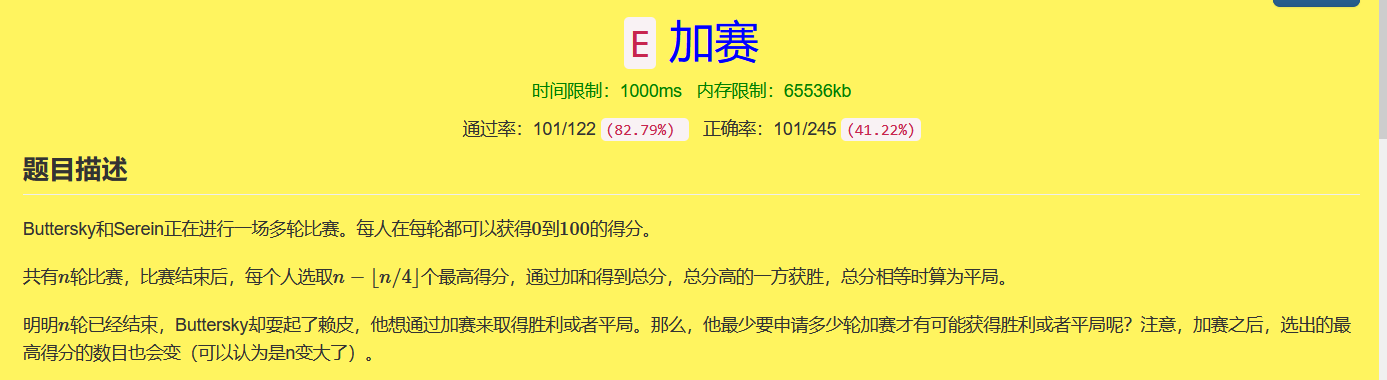 E 加赛
时间限制：1000ms 内存限制：65536kb
通过率：101/122 (82.79%) 正确率：101/245 (41.22%)
题目描述
Buttersky和Serein正在进行一场多轮比赛。每人在每轮都可以获得0到100的得分。
共有n轮比赛，比赛结束后，每个人选取n − ⌊n/4⌋个最高得分，通过加和得到总分，总分高的一方获胜，总分相等时算为平局。
明明n轮已经结束，Buttersky却耍起了赖皮，他想通过加赛来取得胜利或者平局。那么，他最少要申请多少轮加赛才有可能获得胜利或者平局呢？注意，加赛之后，选出的最
高得分的数目也会变（可以认为是n变大了）。